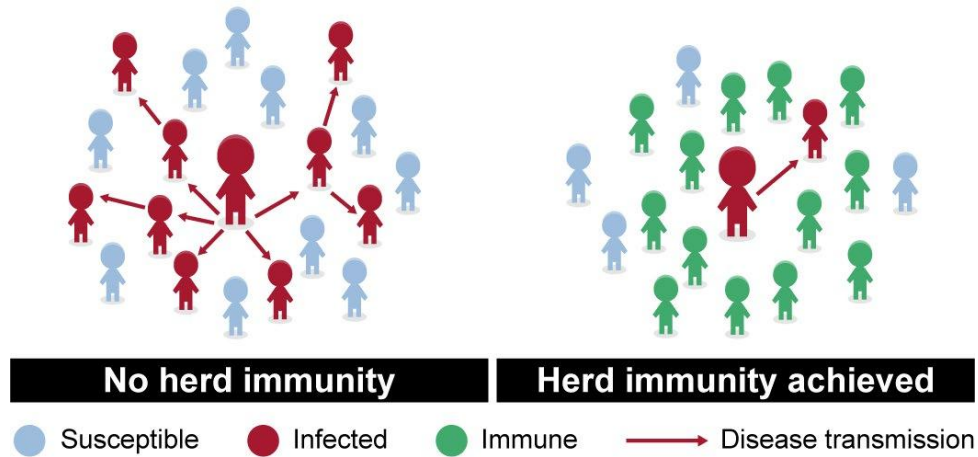 No herd immunity
Herd immunity achieved
Susceptible
Infected
Immune
Disease transmission